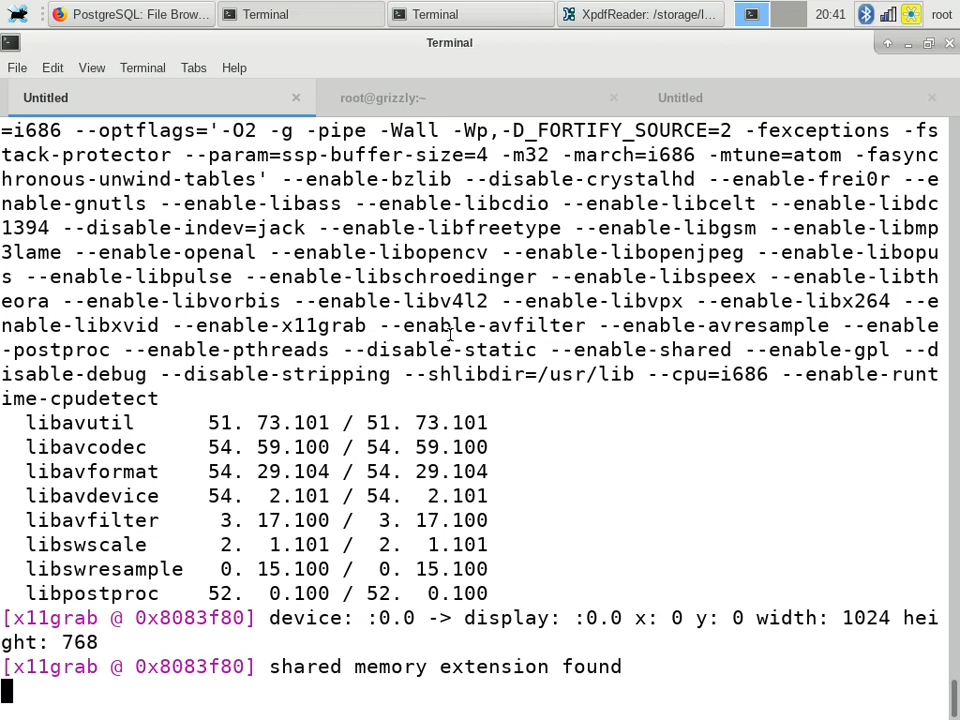 PostgreSQL: File Brow...
Terminal
Terminal
XpdfReader: /storage/l...
20:41
root
Terminal
File Edit View Terminal Tabs Help
Untitled
root@grizzly:~
Untitled
=i686 --optflags='-O2 -g -pipe -Wall -Wp,-D_FORTIFY_SOURCE=2 -fexceptions -fs
tack-protector --param=ssp-buffer-size=4 -m32 -march=i686 -mtune=atom -fasync
hronous-unwind-tables' --enable-bzlib --disable-crystalhd --enable-frei0r --e
nable-gnutls --enable-libass --enable-libcdio --enable-libcelt --enable-libdc
1394 --disable-indev=jack --enable-libfreetype --enable-libgsm --enable-libmp
3lame --enable-openal --enable-libopencv --enable-libopenjpeg --enable-libopu
s --enable-libpulse --enable-libschroedinger --enable-libspeex --enable-libth
eora --enable-libvorbis --enable-libv4l2 --enable-libvpx --enable-libx264 --e
nable-libxvid --enable-x11grab --enable-avfilter --enable-avresample --enable
-postproc --enable-pthreads --disable-static --enable-shared --enable-gpl --d
isable-debug --disable-stripping --shlibdir=/usr/lib --cpu=i686 --enable-runt
ime-cpudetect
libavutil      51. 73.101 / 51. 73.101
libavcodec     54. 59.100 / 54. 59.100
libavformat    54. 29.104 / 54. 29.104
libavdevice    54.  2.101 / 54.  2.101
libavfilter     3. 17.100 /  3. 17.100
libswscale      2.  1.101 /  2.  1.101
libswresample   0. 15.100 /  0. 15.100
libpostproc    52.  0.100 / 52.  0.100
[x11grab @ 0x8083f80] device: :0.0 -> display: :0.0 x: 0 y: 0 width: 1024 hei
ght: 768
[x11grab @ 0x8083f80] shared memory extension found